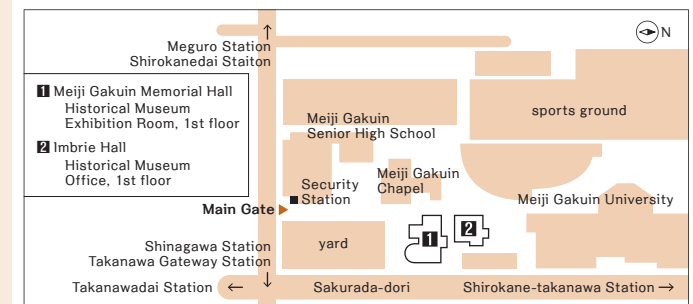 Meguro Station
Shirokanedai Staiton
↑
N
1 Meiji Gakuin Memorial Hall
Historical Museum
Exhibition Room, 1st floor
2 Imbrie Hall
Historical Museum
Office, 1st floor
Meiji Gakuin
Senior High School
sports ground
Meiji Gakuin
Chapel
Security
Station
Meiji Gakuin University
Main Gate
yard
1
2
Shinagawa Station
Takanawa Gateway Station
↓
Takanawadai Station ←
Sakurada-dori
Shirokane-takanawa Station →